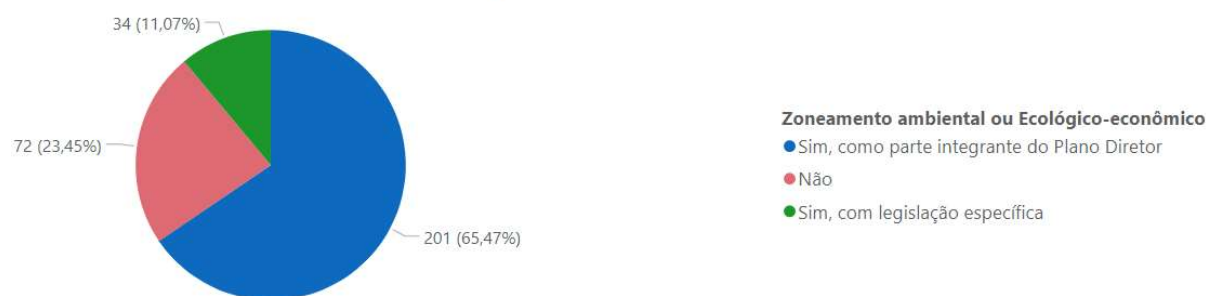 34 (11,07%)
72 (23,45%)
201 (65,47%)
Zoneamento ambiental ou Ecológico-econômico
Sim, como parte integrante do Plano Diretor
Não
Sim, com legislação específica